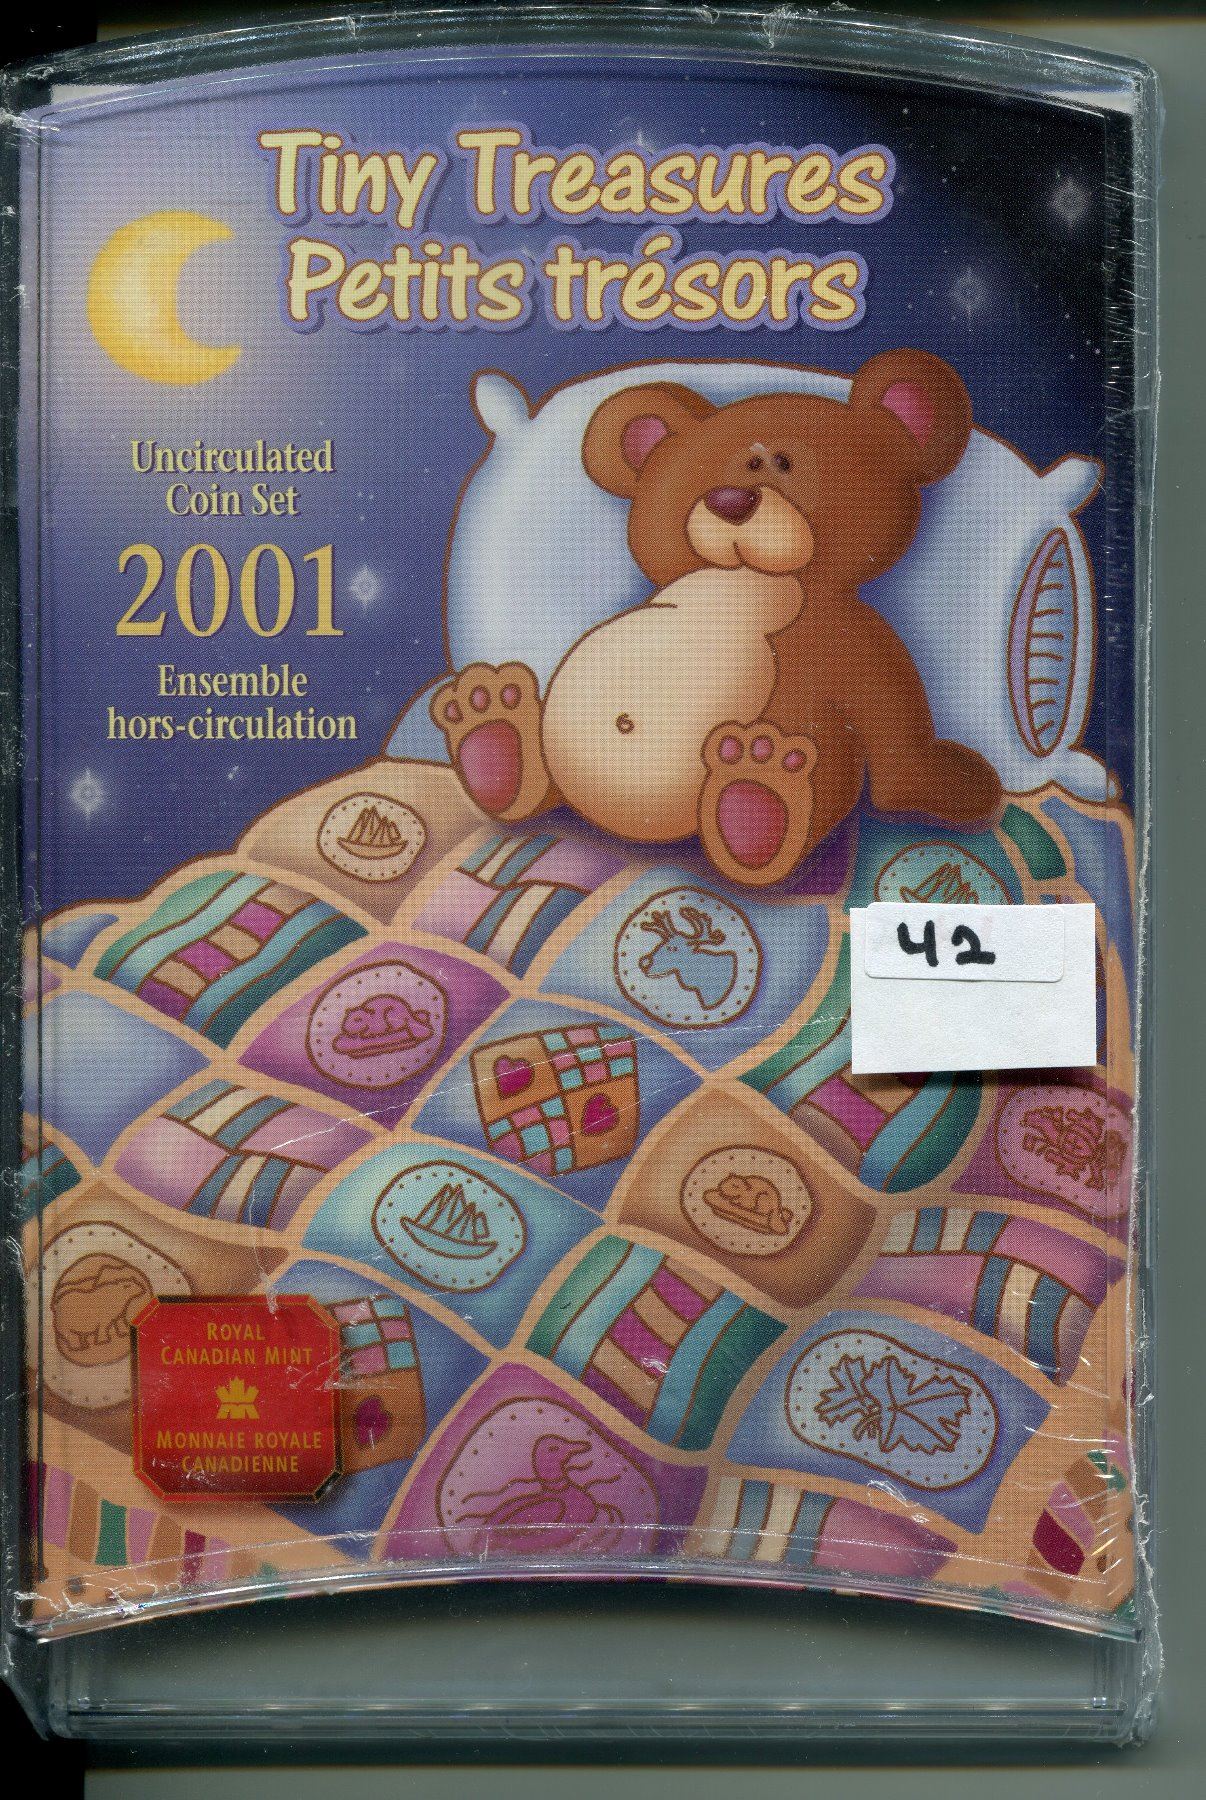 Tiny Treasures
Petits trésors
Uncirculated
Coin Set
2001
Ensemble
hors-circulation
42
ROYAL
CANADIAN MINT
MONNAIE ROYALE
CANADIENNE